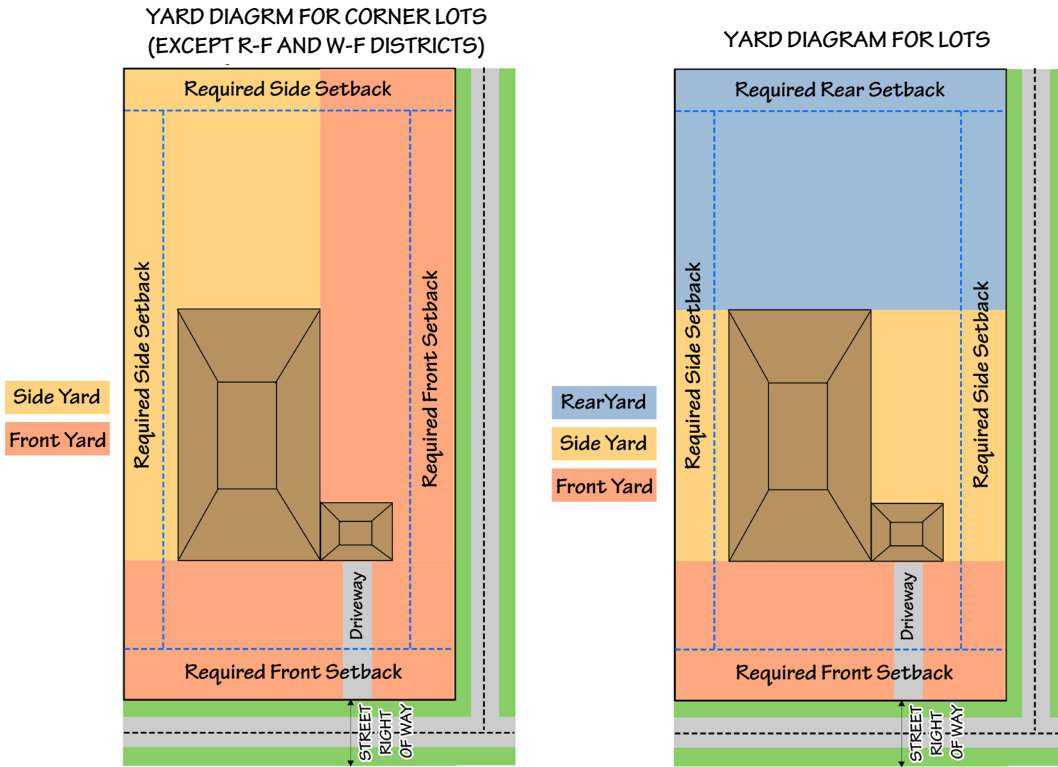 YARD DIAGRM FOR CORNER LOTS
(EXCEPT R-F AND W-F DISTRICTS)
Required Side Setback
Required Side Setback
Required Front Setback
Side Yard
Front Yard
Driveway
Required Front Setback
STREET
RIGHT
OF WAY
YARD DIAGRAM FOR LOTS
Required Rear Setback
Required Side Setback
Required Side Setback
RearYard
Side Yard
Front Yard
Driveway
Required Front Setback
STREET
RIGHT
OF WAY